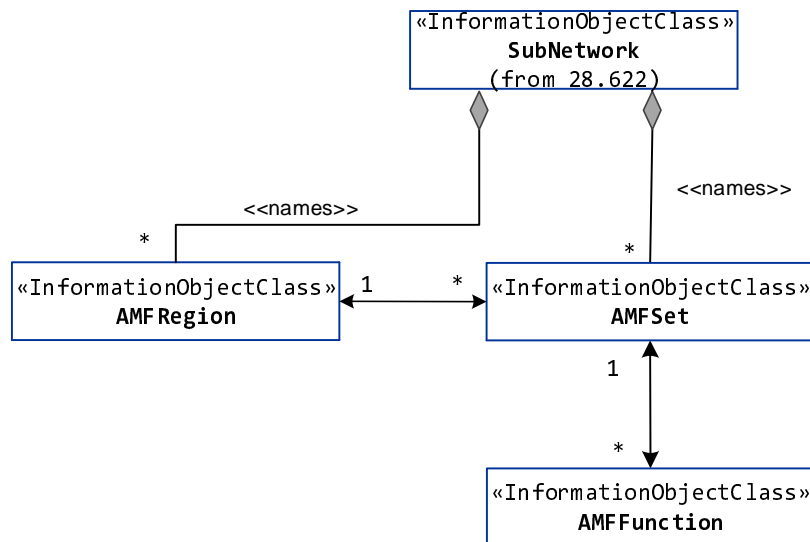 «InformationObjectClass»
SubNetwork
(from 28.622)
<<names>>
<<names>>
*
*
«InformationObjectClass»
AMFRegion
1
*
«InformationObjectClass»
AMFSet
1
*
«InformationObjectClass»
AMFFunction